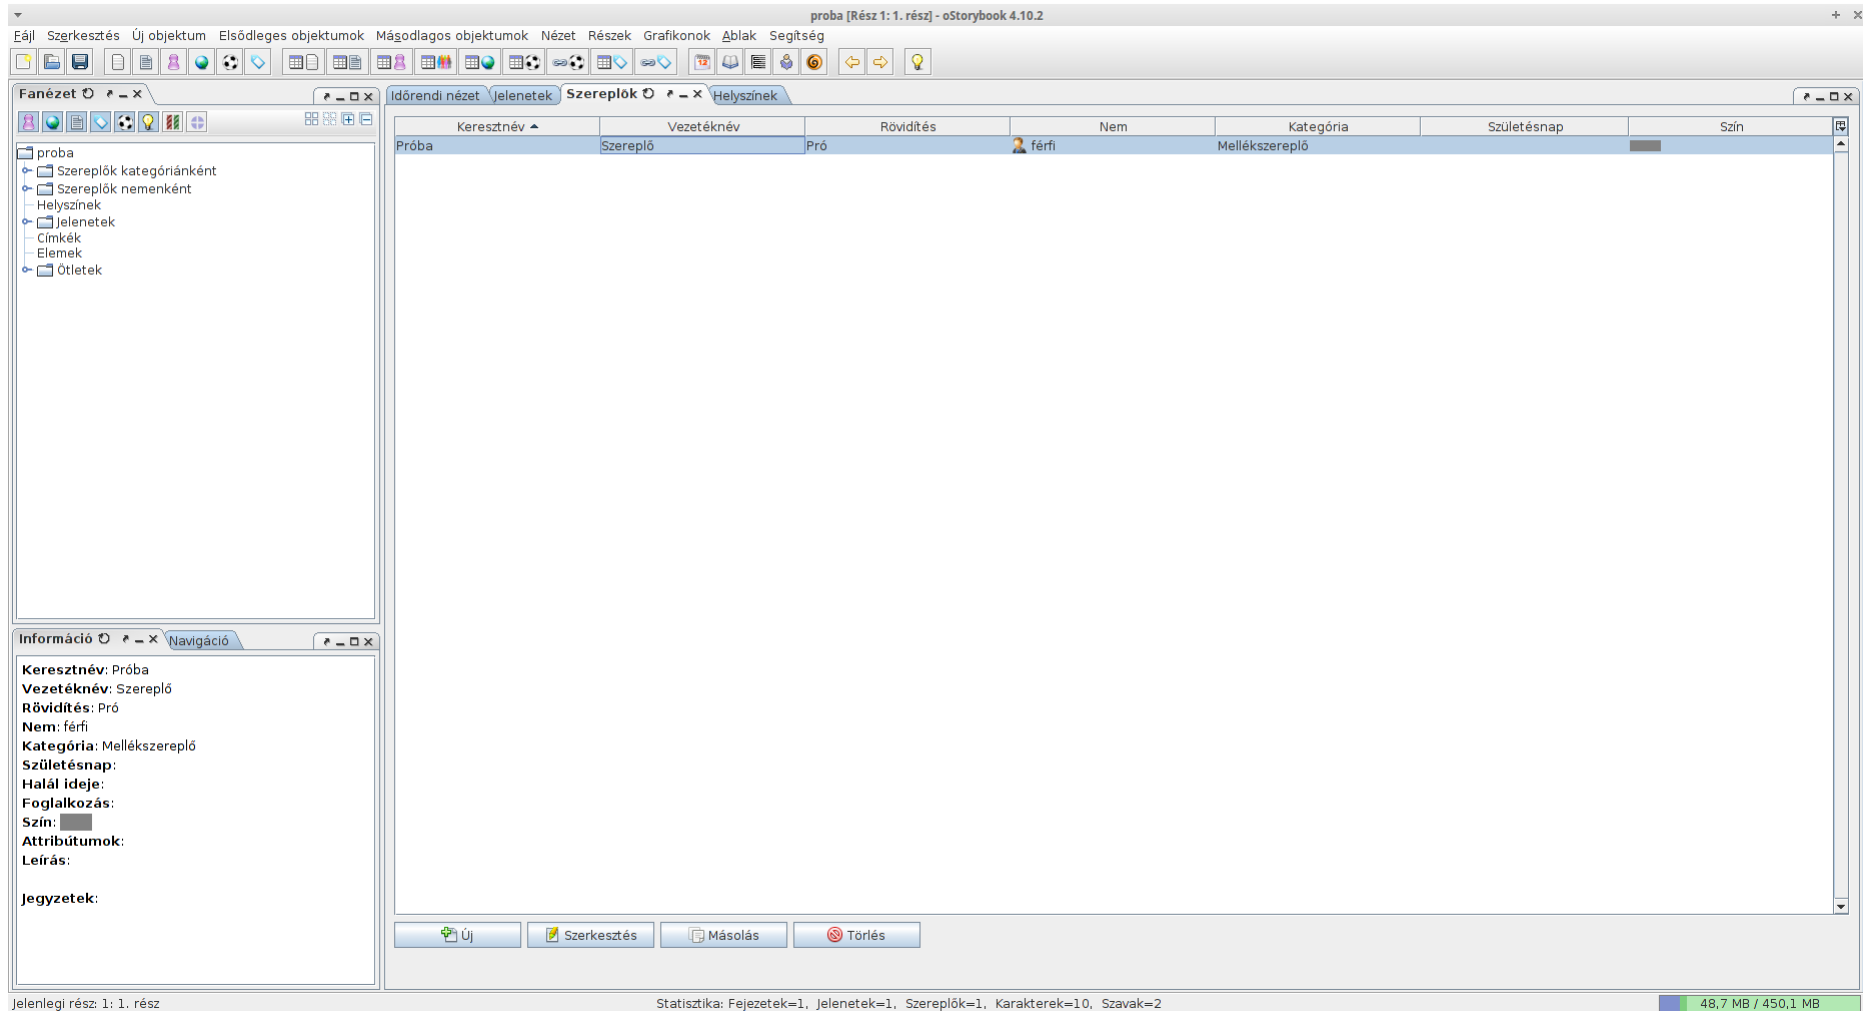 proba [Rész 1: 1. rész] - oStorybook 4.10.2
Fájl Szerkesztés Új objektum Elsődleges objektumok Másodlagos objektumok Nézet Részek Grafikonok Ablak Segítség
12
Fanézet
proba
Szereplők kategóriánként
Szereplők nemenként
Helyszínek
Jelenetek
Címkék
Elemek
Ötletek
Információ Navigáció
Keresztnév: Próba
Vezetéknév: Szereplő
Rövidítés: Pró
Nem: férfi
Kategória: Mellékszereplő
Születésnap:
Halál ideje:
Foglalkozás:
Szín:
Attribútumok:
Leírás:
Jegyzetek:
Időrendi nézet Jelenetek Szereplők Helyszínek
Keresztnév Vezetéknév Rövidítés Nem Kategória Születésnap Szín
Próba Szereplő Pró férfi Mellékszereplő
Új Szerkesztés Másolás Törlés
Jelenlegi rész: 1: 1. rész Statisztika: Fejezetek=1, Jelenetek=1, Szereplők=1, Karakterek=10, Szavak=2 48,7 MB / 450,1 MB